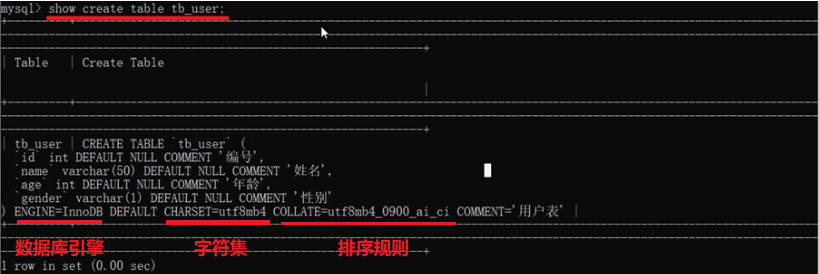 mysql> show create table tb_user;
| Table | Create Table
|
| tb_user | CREATE TABLE `tb_user` (
`id` int DEFAULT NULL COMMENT '编号',
`name` varchar(50) DEFAULT NULL COMMENT '姓名',
`age` int DEFAULT NULL COMMENT '年龄',
`gender` varchar(1) DEFAULT NULL COMMENT '性别'
) ENGINE=InnoDB DEFAULT CHARSET=utf8mb4 COLLATE=utf8mb4_0900_ai_ci COMMENT='用户表' |
数据库引擎 字符集 排序规则
1 row in set (0.00 sec)